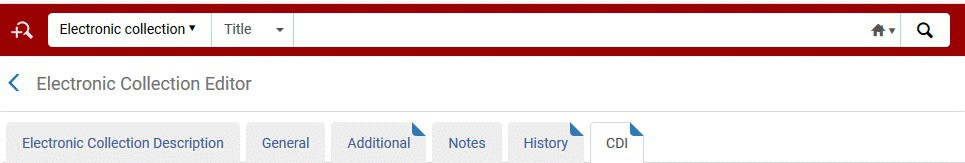 Electronic collection Title
Electronic Collection Editor
Electronic Collection Description General Additional Notes History CDI